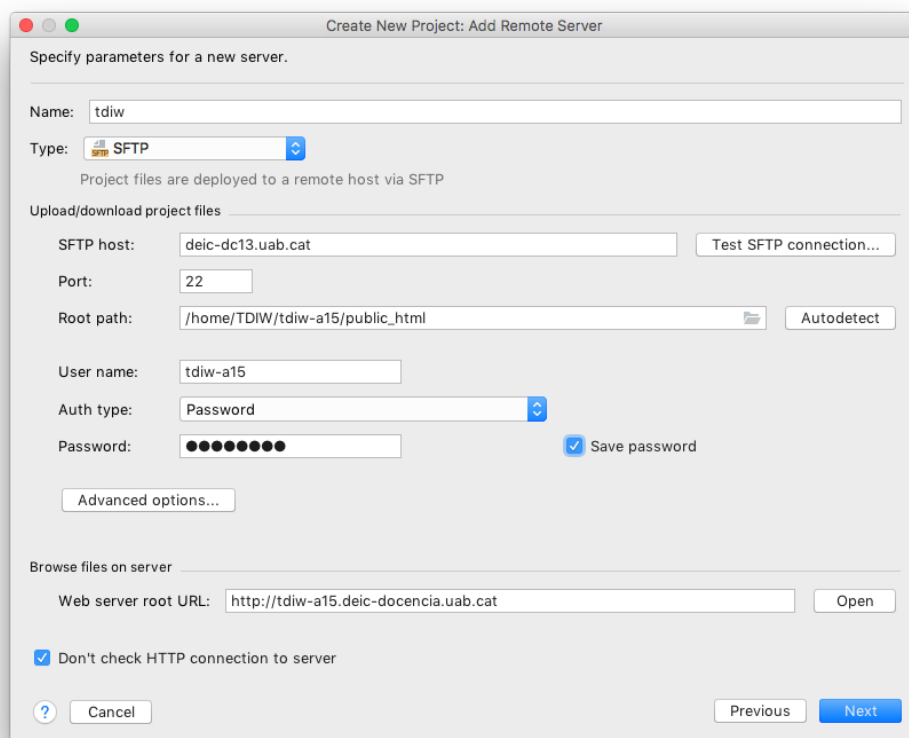 Create New Project: Add Remote Server
Specify parameters for a new server.
Name: tdiw
Type: SFTP SFTP
Project files are deployed to a remote host via SFTP
Upload/download project files
SFTP host: deic-dc13.uab.cat Test SFTP connection...
Port: 22
Root path: /home/TDIW/tdiw-a15/public_html Autodetect
User name: tdiw-a15
Auth type: Password
Password: ●●●●●●●● Save password
Advanced options...
Browse files on server
Web server root URL: http://tdiw-a15.deic-docencia.uab.cat Open
Don't check HTTP connection to server
? Cancel Previous Next